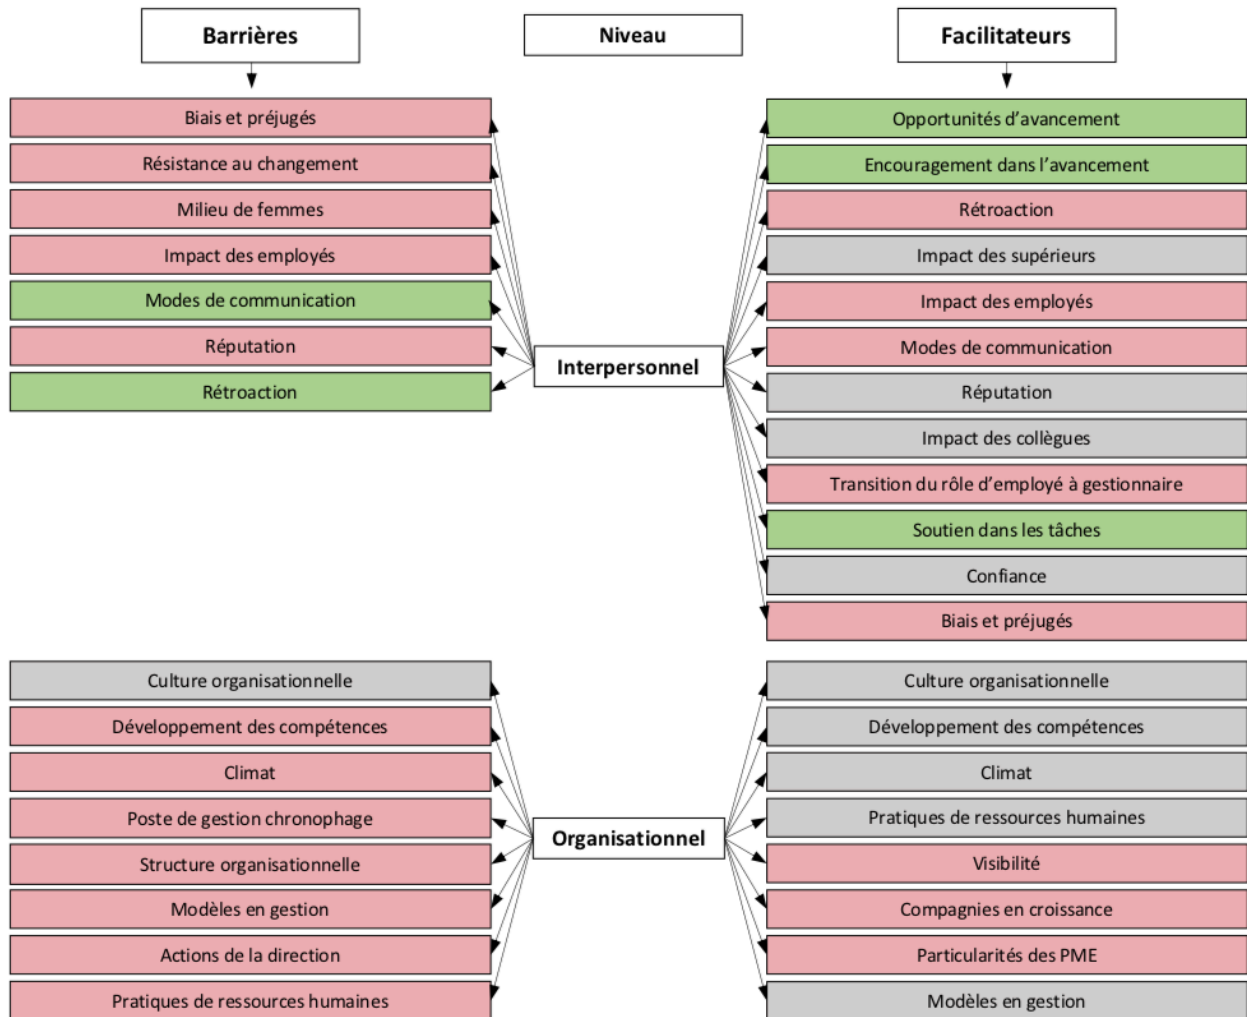 Barrières
Niveau
Facilitateurs
Biais et préjugés
Résistance au changement
Milieu de femmes
Impact des employés
Modes de communication
Réputation
Rétroaction
Interpersonnel
Opportunités d'avancement
Encouragement dans l'avancement
Rétroaction
Impact des supérieurs
Impact des employés
Modes de communication
Réputation
Impact des collègues
Transition du rôle d'employé à gestionnaire
Soutien dans les tâches
Confiance
Biais et préjugés
Culture organisationnelle
Développement des compétences
Climat
Poste de gestion chronophage
Structure organisationnelle
Modèles en gestion
Actions de la direction
Pratiques de ressources humaines
Organisationnel
Culture organisationnelle
Développement des compétences
Climat
Pratiques de ressources humaines
Visibilité
Compagnies en croissance
Particularités des PME
Modèles en gestion